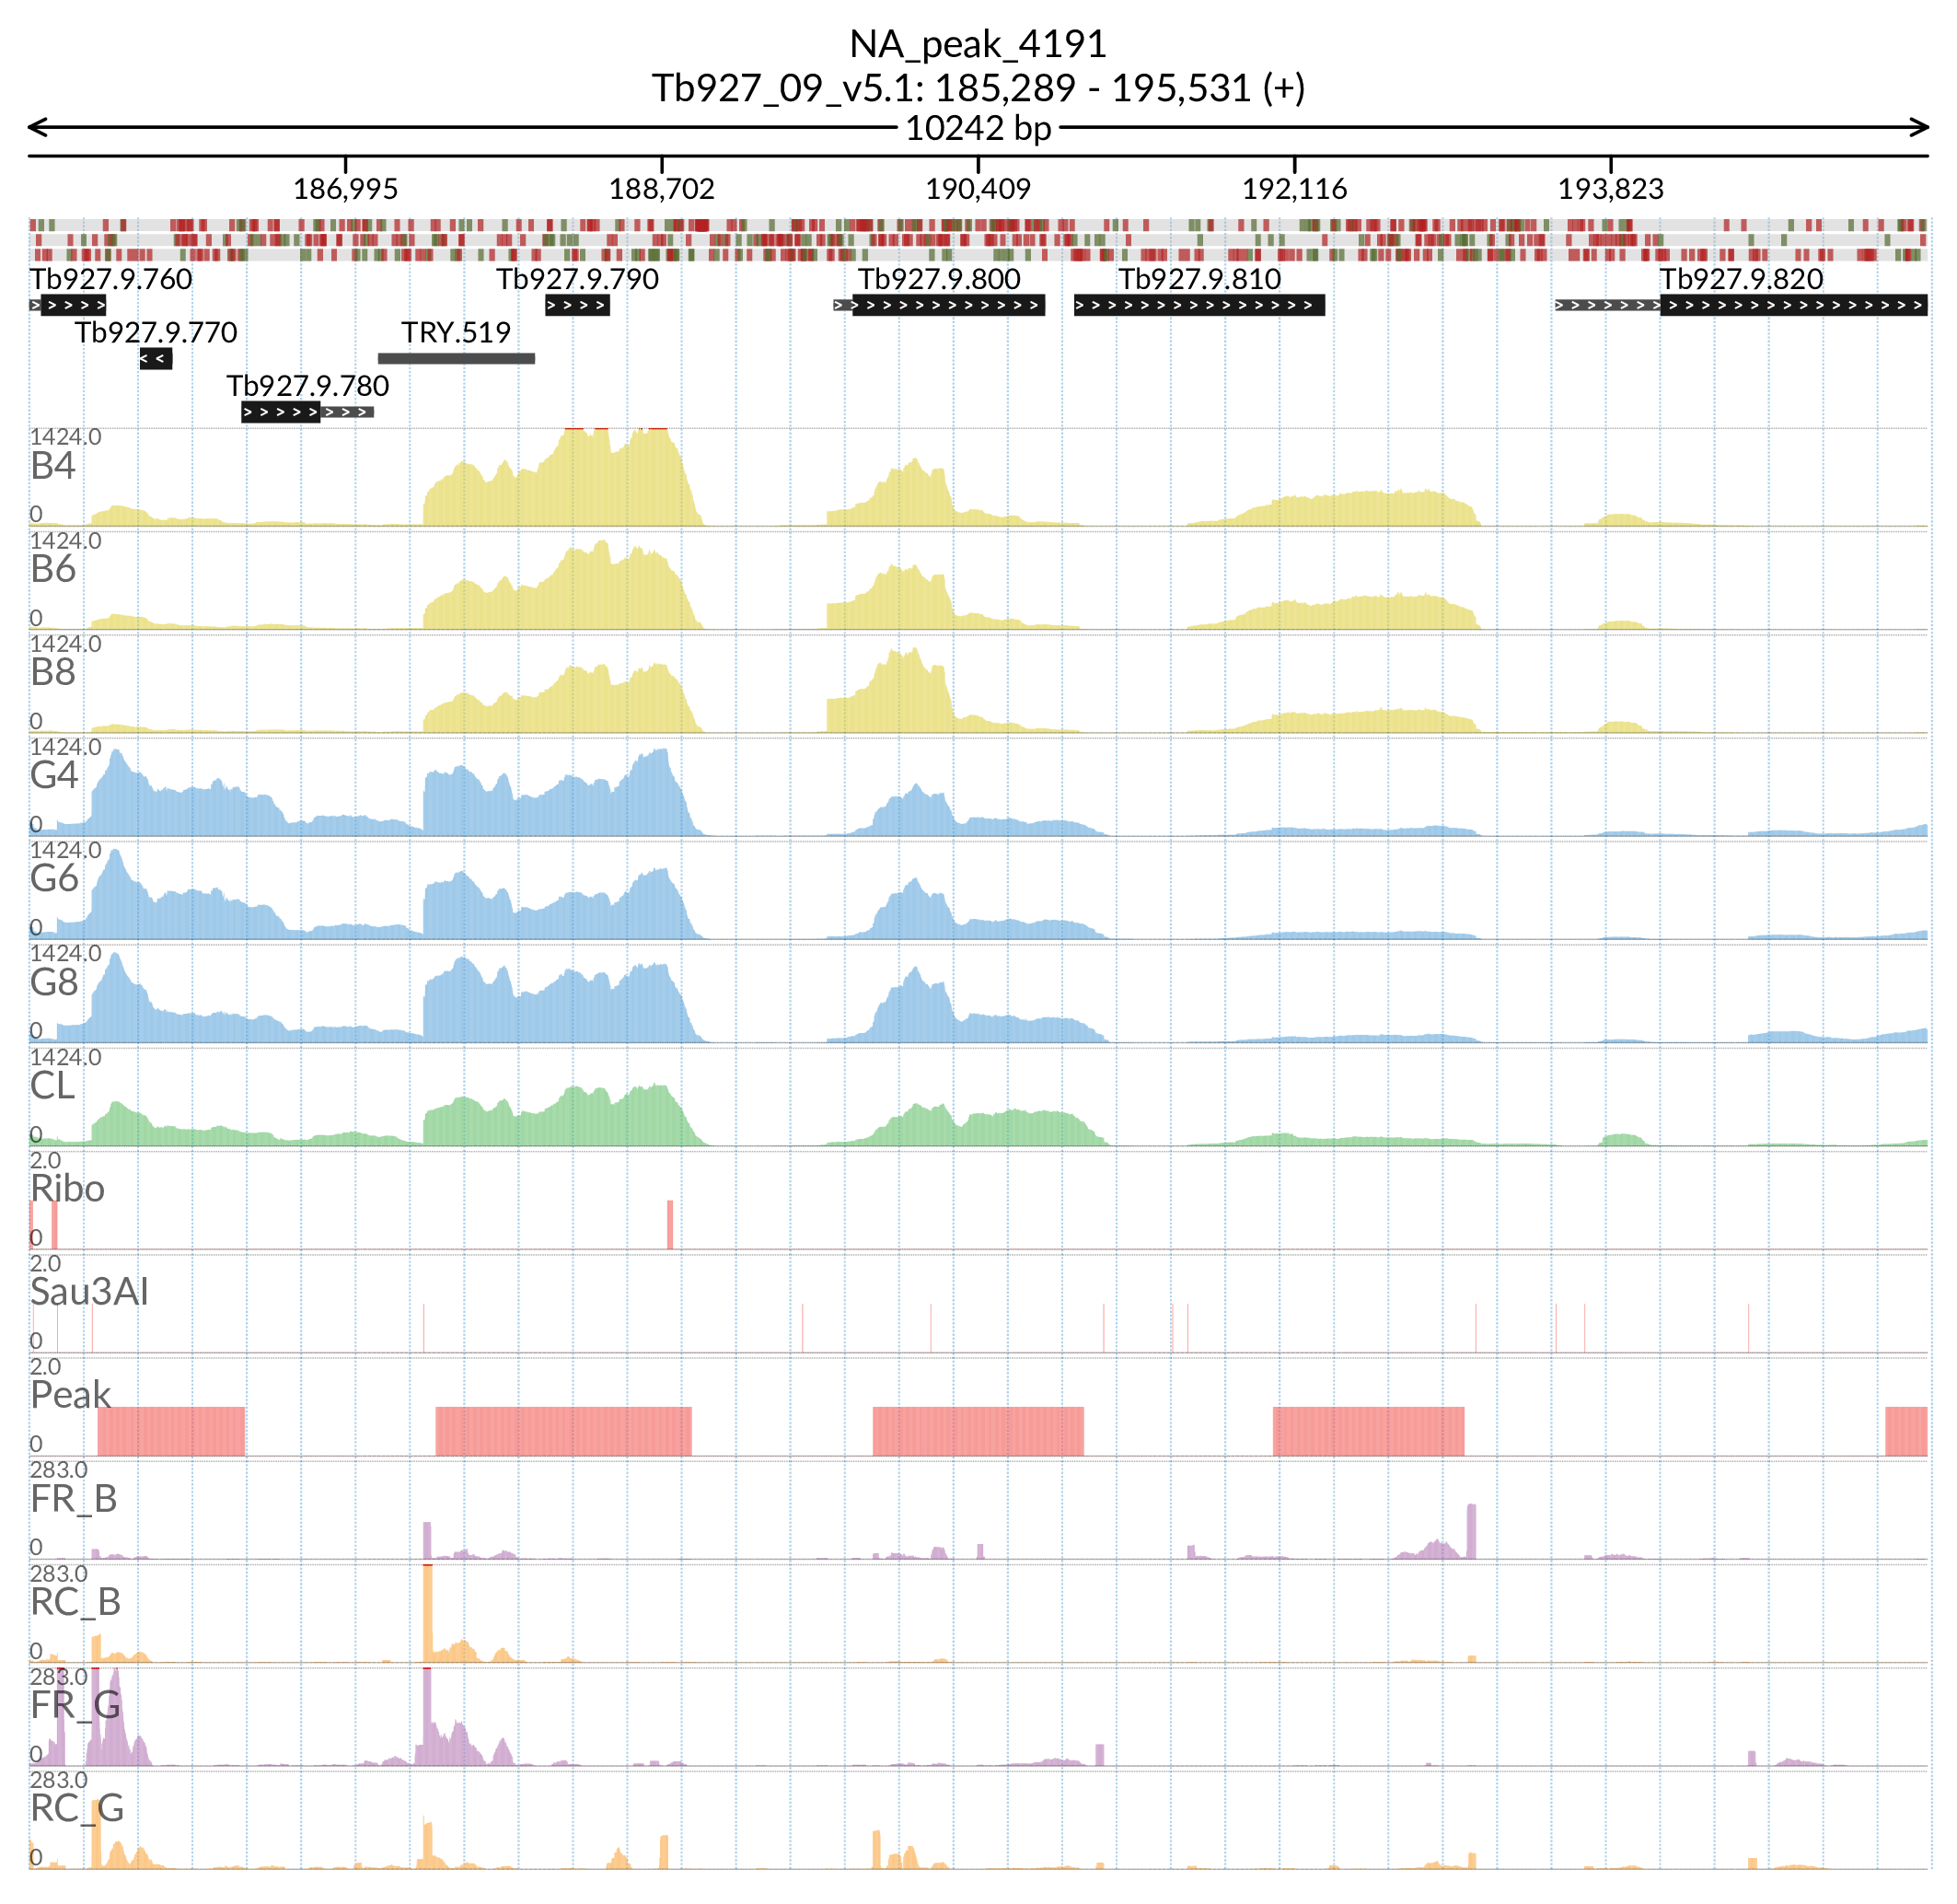 NA_peak_4191
Tb927_09_v5.1: 185,289 - 195,531 (+)
10242 bp
186,995 188,702 190,409 192,116 193,823
Tb927.9.760 Tb927.9.790 Tb927.9.800 Tb927.9.810 Tb927.9.820
Tb927.9.770 TRY.519
Tb927.9.780
1424.0
B4
0
1424.0
B6
0
1424.0
B8
0
1424.0
G4
0
1424.0
G6
0
1424.0
G8
0
1424.0
CL
0
2.0
Ribo
0
2.0
Sau3AI
0
2.0
Peak
0
283.0
FR_B
0
283.0
RC_B
0
283.0
FR_G
0
283.0
RC_G
0